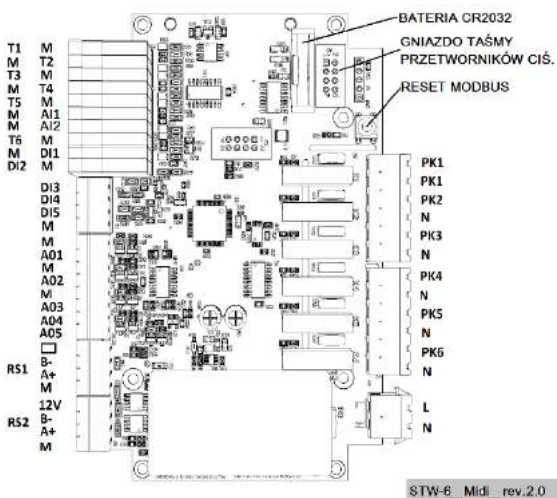 BATERIA CR2032
GNIAZDO TAŚMY
PRZETWORNIKÓW CIŚ.
RESET MODBUS
T1 M
M T2
T3 M
M T4
T5 M
M AI1
M AI2
T6 M
M DI1
DI2 M
DI3
DI4
DI5
M
M
A01
M
A02
M
A03
A04
A05
RS1
B-
A+
M
12V
RS2 B-
A+
M
PK1
PK1
PK2
N
PK3
N
PK4
N
PK5
N
PK6
N
L
N
STW-6 Midi rev.2.0